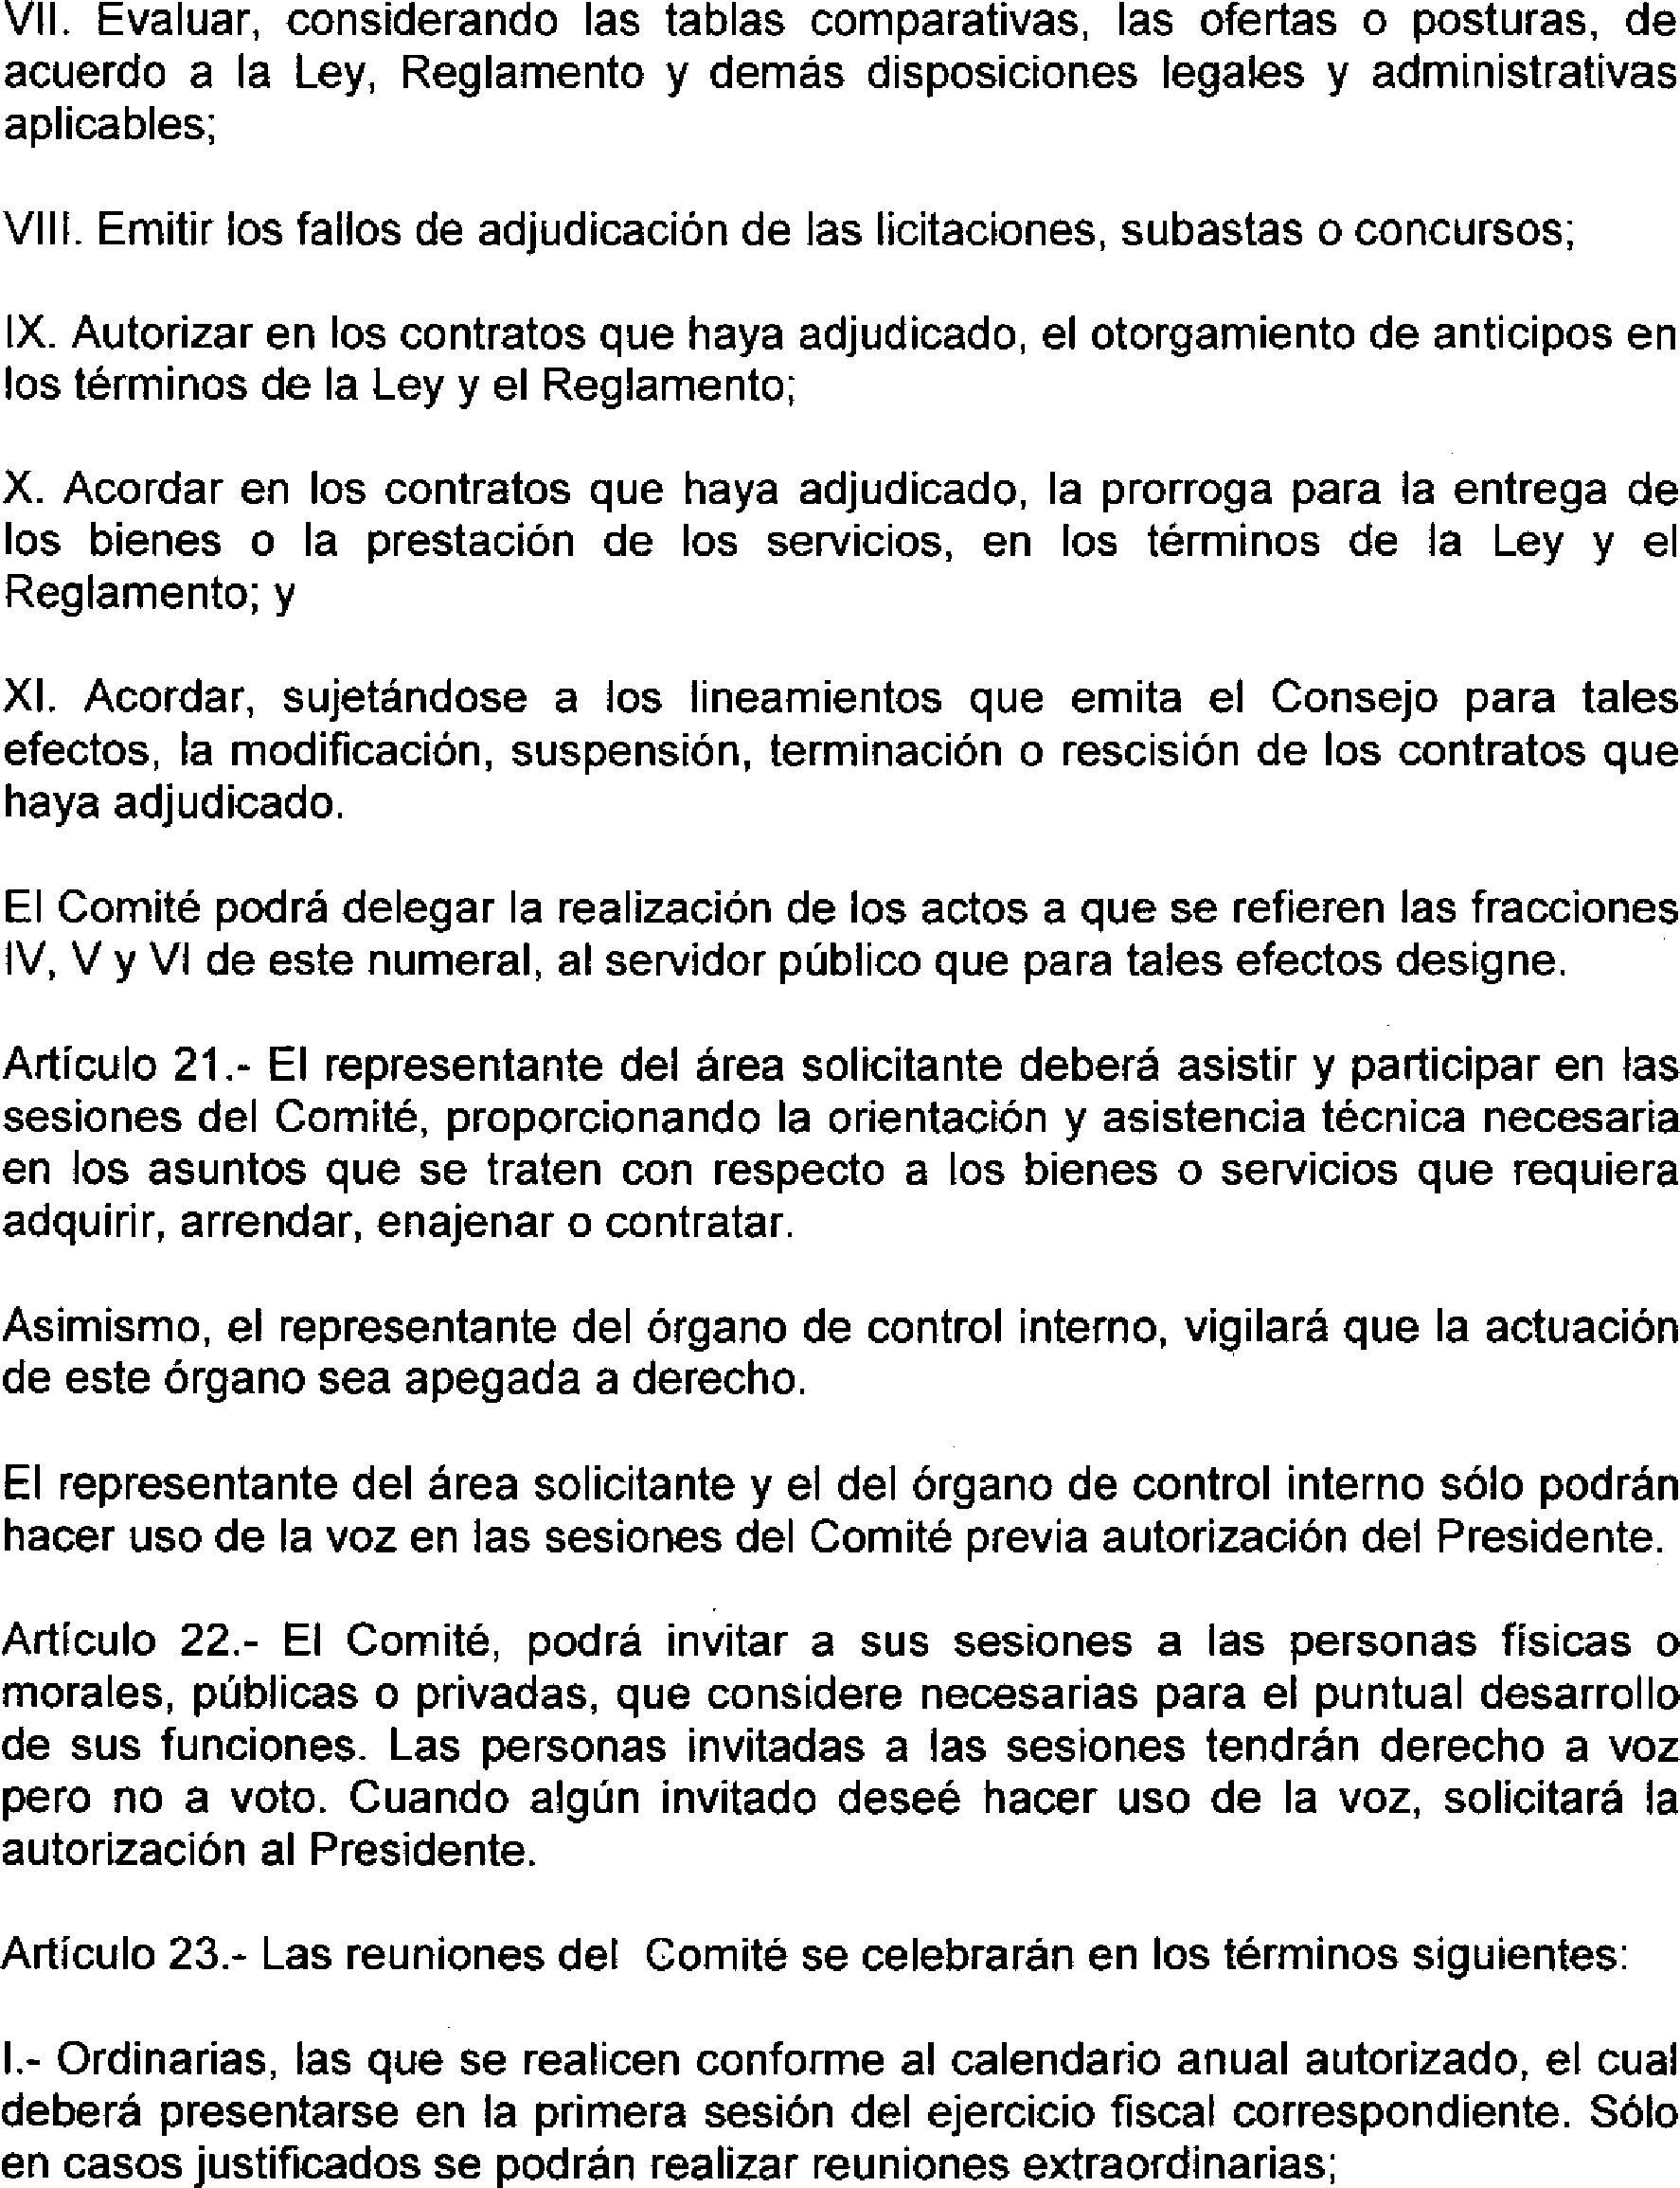 VII. Evaluar, considerando las tablas comparativas, las ofertas o posturas, de
acuerdo a la Ley, Reglamento y demás disposiciones legales y administrativas
aplicables;
VIII. Emitir los fallos de adjudicación de las licitaciones, subastas o concursos;
IX. Autorizar en los contratos que haya adjudicado, el otorgamiento de anticipos en
los términos de la Ley y el Reglamento;
X. Acordar en los contratos que haya adjudicado, la prorroga para la entrega de
los bienes o la prestación de los servicios, en los términos de la Ley y el
Reglamento; y
XI. Acordar, sujetándose a los lineamientos que emita el Consejo para tales
efectos, la modificación, suspensión, terminación o rescisión de los contratos que
haya adjudicado.
El Comité podrá delegar la realización de los actos a que se refieren las fracciones
IV, V y VI de este numeral, al servidor público que para tales efectos designe.
Artículo 21.- El representante del área solicitante deberá asistir y participar en las
sesiones del Comité, proporcionando la orientación y asistencia técnica necesaria
en los asuntos que se traten con respecto a los bienes o servicios que requiera
adquirir, arrendar, enajenar o contratar.
Asimismo, el representante del órgano de control interno, vigilará que la actuación
de este órgano sea apegada a derecho.
El representante del área solicitante y el del órgano de control interno sólo podrán
hacer uso de la voz en las sesiones del Comité previa autorización del Presidente.
Artículo 22.- El Comité, podrá invitar a sus sesiones a las personas físicas o
morales, públicas o privadas, que considere necesarias para el puntual desarrollo
de sus funciones. Las personas invitadas a las sesiones tendrán derecho a voz
pero no a voto. Cuando algún invitado deseé hacer uso de la voz, solicitará la
autorización al Presidente.
Artículo 23.- Las reuniones del Comité se celebrarán en los términos siguientes:
I.- Ordinarias, las que se realicen conforme al calendario anual autorizado, el cual
deberá presentarse en la primera sesión del ejercicio fiscal correspondiente. Sólo
en casos justificados se podrán realizar reuniones extraordinarias;